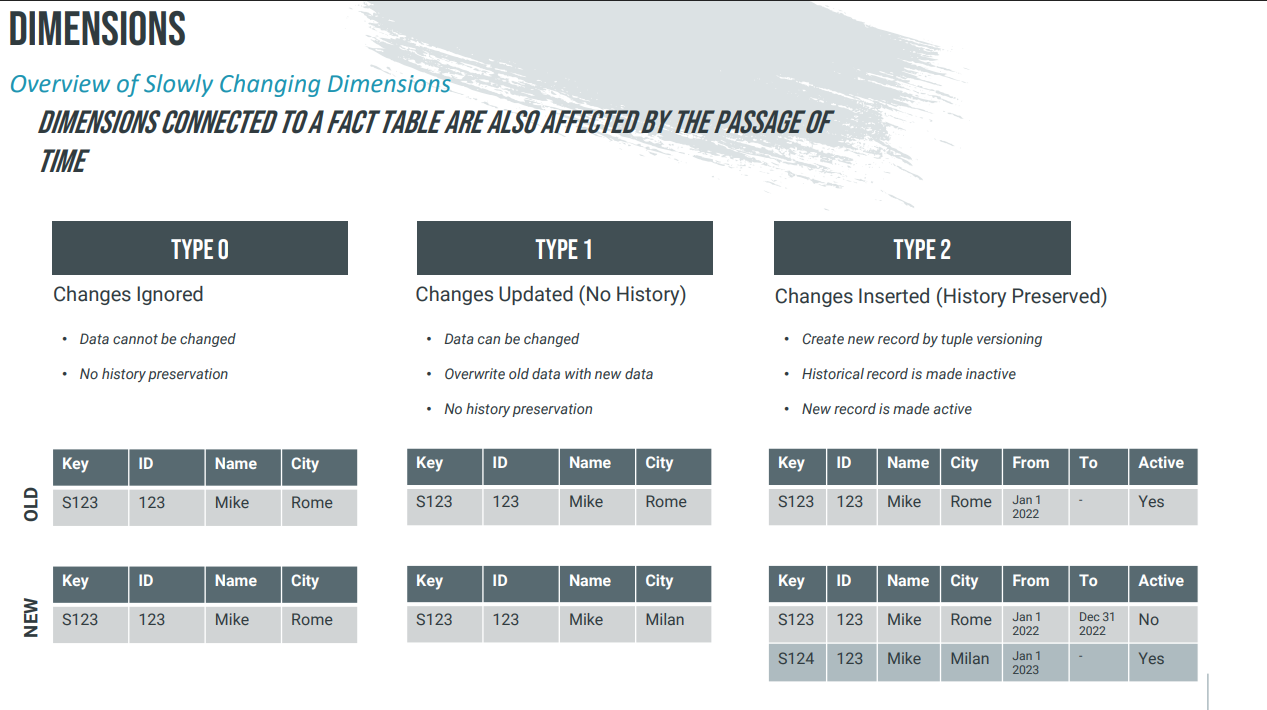 DIMENSIONS
Overview of Slowly Changing Dimensions
DIMENSIONS CONNECTED TO A FACT TABLE ARE ALSO AFFECTED BY THE PASSAGE OF
TIME
TYPE 0
Changes Ignored
• Data cannot be changed
• No history preservation
TYPE 1
Changes Updated (No History)
• Data can be changed
• Overwrite old data with new data
• No history preservation
TYPE 2
Changes Inserted (History Preserved)
• Create new record by tuple versioning
• Historical record is made inactive
• New record is made active
OLD
Key ID Name City
S123 123 Mike Rome
Key ID Name City
S123 123 Mike Rome
Key ID Name City From To Active
S123 123 Mike Rome Jan 1 2022 - Yes
NEW
Key ID Name City
S123 123 Mike Rome
Key ID Name City
S123 123 Mike Milan
Key ID Name City From To Active
S123 123 Mike Rome Jan 1 2022 Dec 31 2022 No
S124 123 Mike Milan Jan 1 2023 - Yes